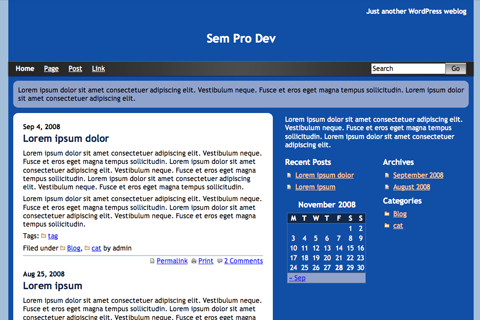 Just another WordPress weblog
Sem Pro Dev
Home Page Post Link Search Go
Lorem ipsum dolor sit amet consectetuer adipiscing elit. Vestibulum neque. Fusce et eros eget magna tempus sollicitudin. Lorem ipsum dolor sit amet
consectetuer adipiscing elit. Vestibulum neque. Fusce et eros eget magna tempus sollicitudin.
Sep 4, 2008
Lorem ipsum dolor
Lorem ipsum dolor sit amet consectetuer adipiscing elit. Vestibulum neque.
Fusce et eros eget magna tempus sollicitudin. Lorem ipsum dolor sit amet
consectetuer adipiscing elit. Vestibulum neque. Fusce et eros eget magna
tempus sollicitudin. Lorem ipsum dolor sit amet consectetuer adipiscing elit.
Vestibulum neque. Fusce et eros eget magna tempus sollicitudin.
Lorem ipsum dolor sit amet consectetuer adipiscing elit. Vestibulum neque.
Fusce et eros eget magna tempus sollicitudin. Lorem ipsum dolor sit amet
consectetuer adipiscing elit.
Tags: tag
Filed under Blog, cat by admin
Permalink Print 2 Comments
Aug 25, 2008
Lorem ipsum
Lorem ipsum dolor sit amet consectetuer adipiscing elit. Vestibulum neque.
Fusce et eros eget magna tempus sollicitudin. Lorem ipsum dolor sit amet
consectetuer adipiscing elit. Vestibulum neque. Fusce et eros eget magna
Lorem ipsum dolor sit amet consectetuer adipiscing elit.
Vestibulum neque. Fusce et eros eget magna tempus
sollicitudin. Lorem ipsum dolor sit amet consectetuer
adipiscing elit. Vestibulum neque.
Recent Posts
Lorem ipsum dolor
Lorem ipsum
November 2008
M T W T F S S
1 2
3 4 5 6 7 8 9
10 11 12 13 14 15 16
17 18 19 20 21 22 23
24 25 26 27 28 29 30
« Sep
Archives
September 2008
August 2008
Categories
Blog
cat